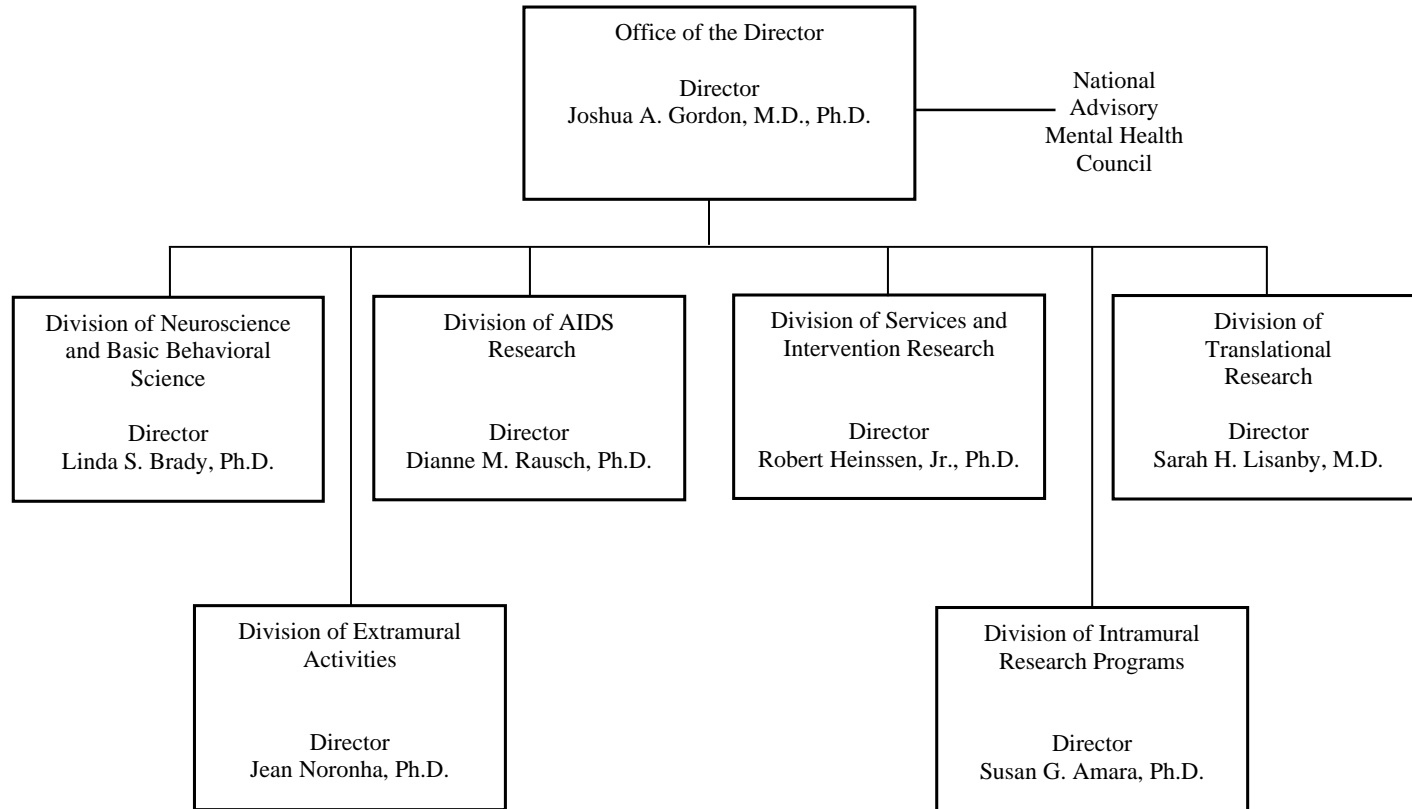 Office of the Director
Director
Joshua A. Gordon, M.D., Ph.D.
National
Advisory
Mental Health
Council
Division of Neuroscience
and Basic Behavioral
Science
Director
Linda S. Brady, Ph.D.
Division of AIDS
Research
Director
Dianne M. Rausch, Ph.D.
Division of Services and
Intervention Research
Director
Robert Heinssen, Jr., Ph.D.
Division of
Translational
Research
Director
Sarah H. Lisanby, M.D.
Division of Extramural
Activities
Director
Jean Noronha, Ph.D.
Division of Intramural
Research Programs
Director
Susan G. Amara, Ph.D.